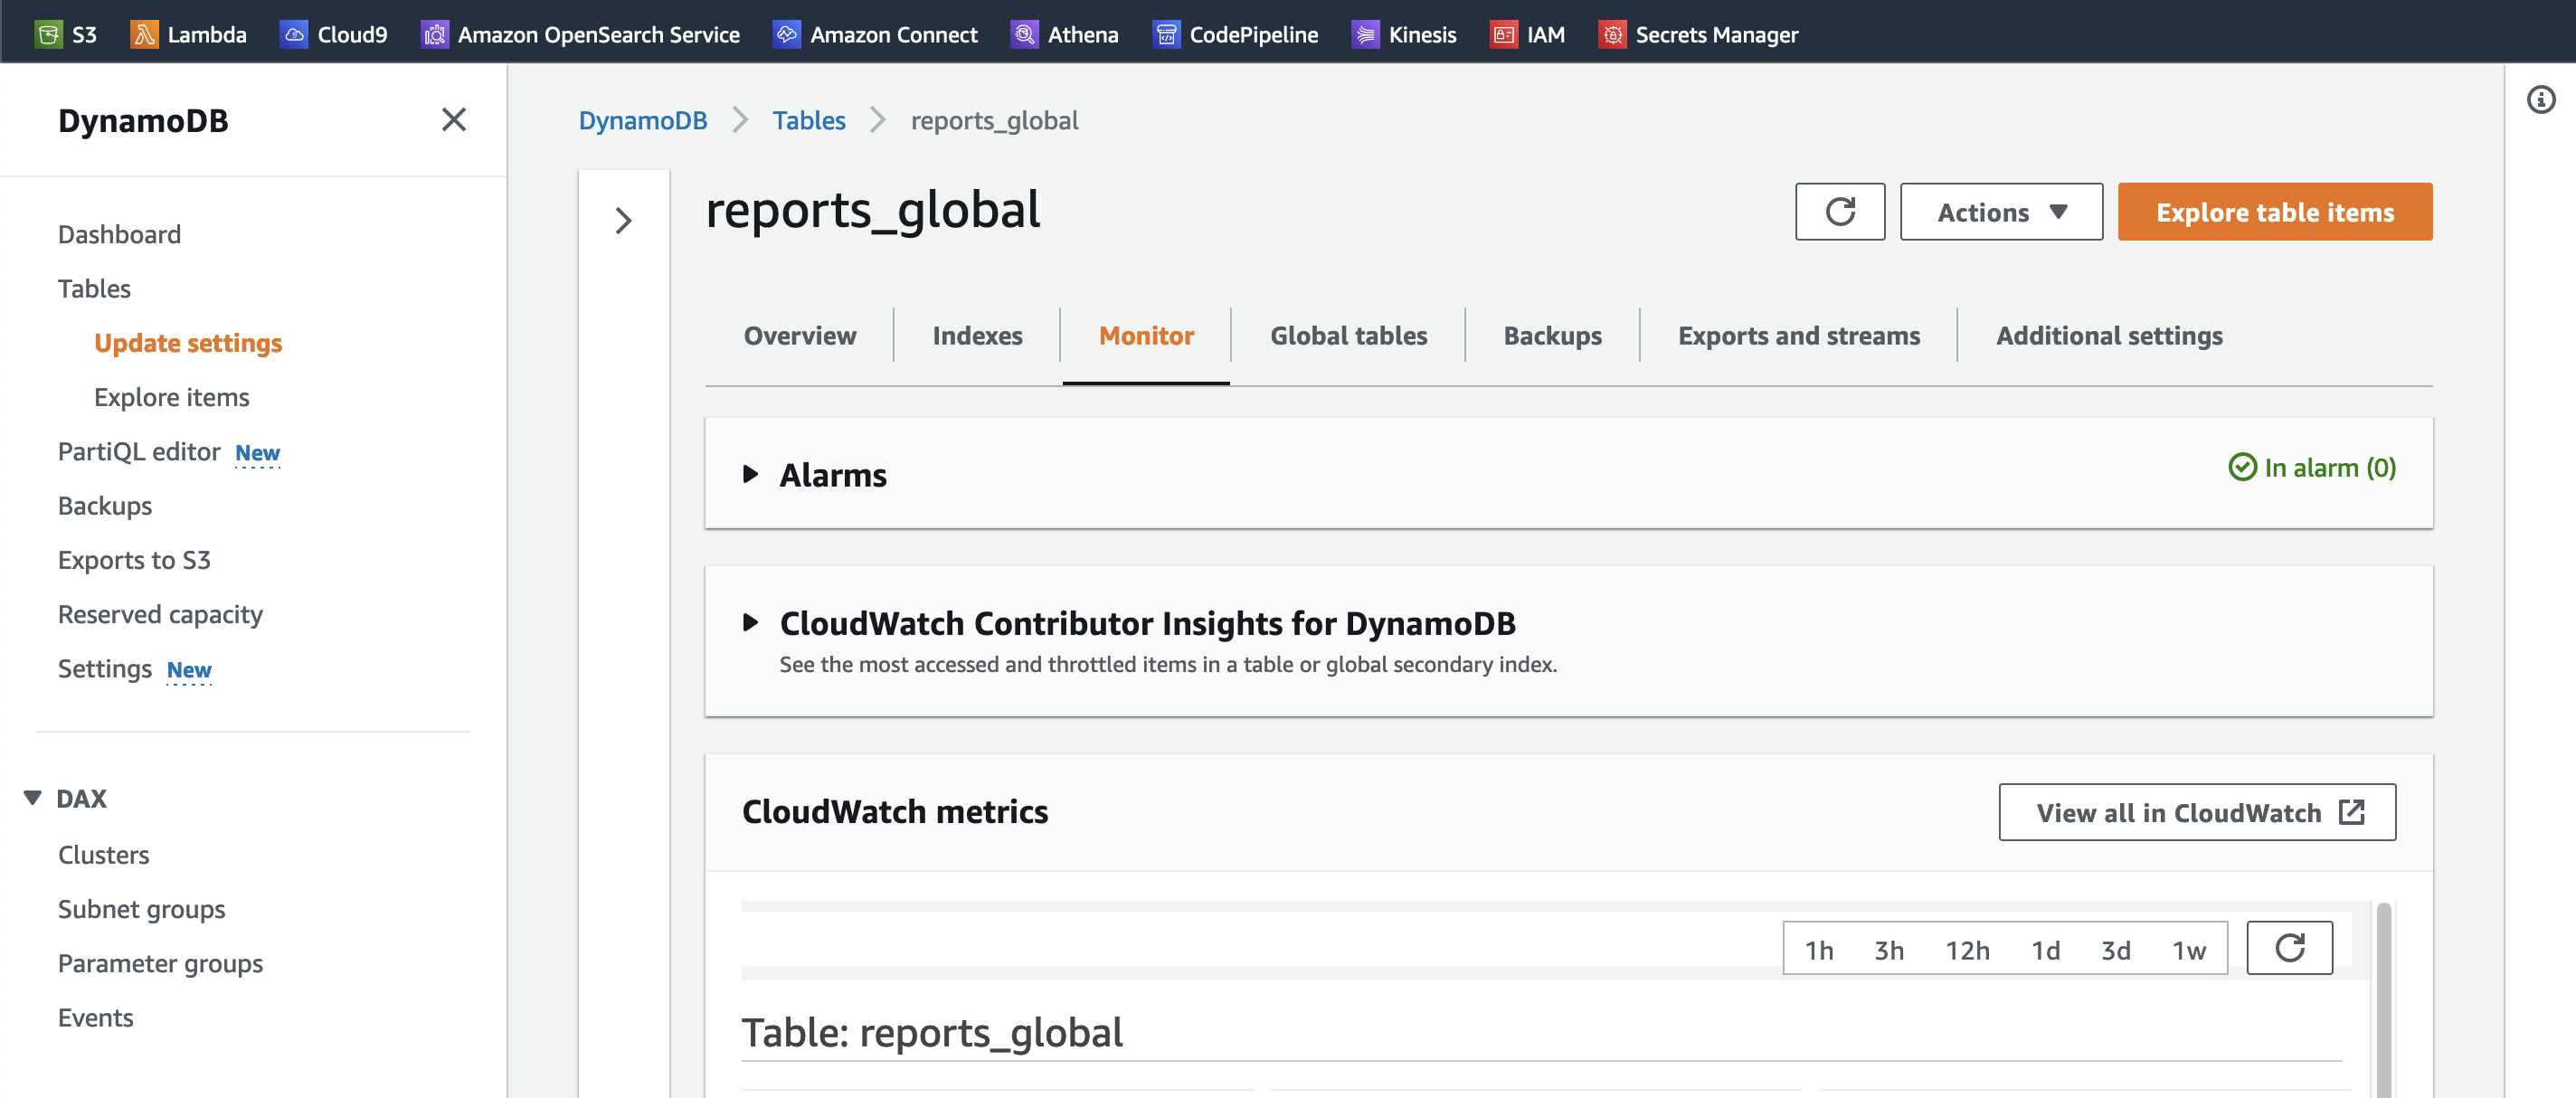 S3 Lambda Cloud9 Amazon OpenSearch Service Amazon Connect Athena CodePipeline Kinesis IAM Secrets Manager
DynamoDB
Dashboard
Tables
Update settings
Explore items
PartiQL editor New
Backups
Exports to S3
Reserved capacity
Settings New
DAX
Clusters
Subnet groups
Parameter groups
Events
DynamoDB Tables reports_global
reports_global
Actions Explore table items
Overview Indexes Monitor Global tables Backups Exports and streams Additional settings
Alarms In alarm (0)
CloudWatch Contributor Insights for DynamoDB
See the most accessed and throttled items in a table or global secondary index.
CloudWatch metrics View all in CloudWatch
1h 3h 12h 1d 3d 1w
Table: reports_global